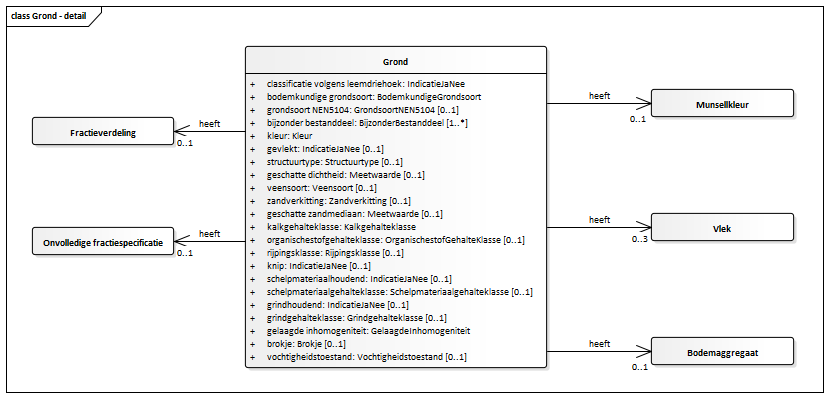 class Grond - detail
Grond
+ classificatie volgens leemdriehoek: IndicatieJaNee
+ bodemkundige grondsoort: BodemkundigeGrondsoort
+ grondsoort NEN5104: GrondsoortNEN5104 [0..1]
+ bijzonder bestanddeel: BijzonderBestanddeel [1..*]
+ kleur: Kleur
+ gevlekt: IndicatieJaNee [0..1]
+ structuurtype: Structuurtype [0..1]
+ geschatte dichtheid: Meetwaarde [0..1]
+ veensoort: Veensoort [0..1]
+ zandverkitting: Zandverkitting [0..1]
+ geschatte zandmediaan: Meetwaarde [0..1]
+ kalkgehalteklasse: Kalkgehalteklasse
+ organischestofgehalteklasse: OrganischestofGehalteKlasse [0..1]
+ rijpingsklasse: Rijpingsklasse [0..1]
+ knip: IndicatieJaNee [0..1]
+ schelpmateriaalhoudend: IndicatieJaNee [0..1]
+ schelpmateriaalgehalteklasse: Schelpmateriaalgehalteklasse [0..1]
+ grindhoudend: IndicatieJaNee [0..1]
+ grindgehalteklasse: Grindgehalteklasse [0..1]
+ gelaagde inhomogeniteit: GelaagdeInhomogeniteit
+ brokje: Brokje [0..1]
+ vochtigheidstoestand: Vochtigheidstoestand [0..1]
Fractieverdeling
heeft
0..1
Onvolledige fractiespecificatie
heeft
0..1
heeft
Munsellkleur
0..1
heeft
Vlek
0..3
heeft
Bodemaggregaat
0..1